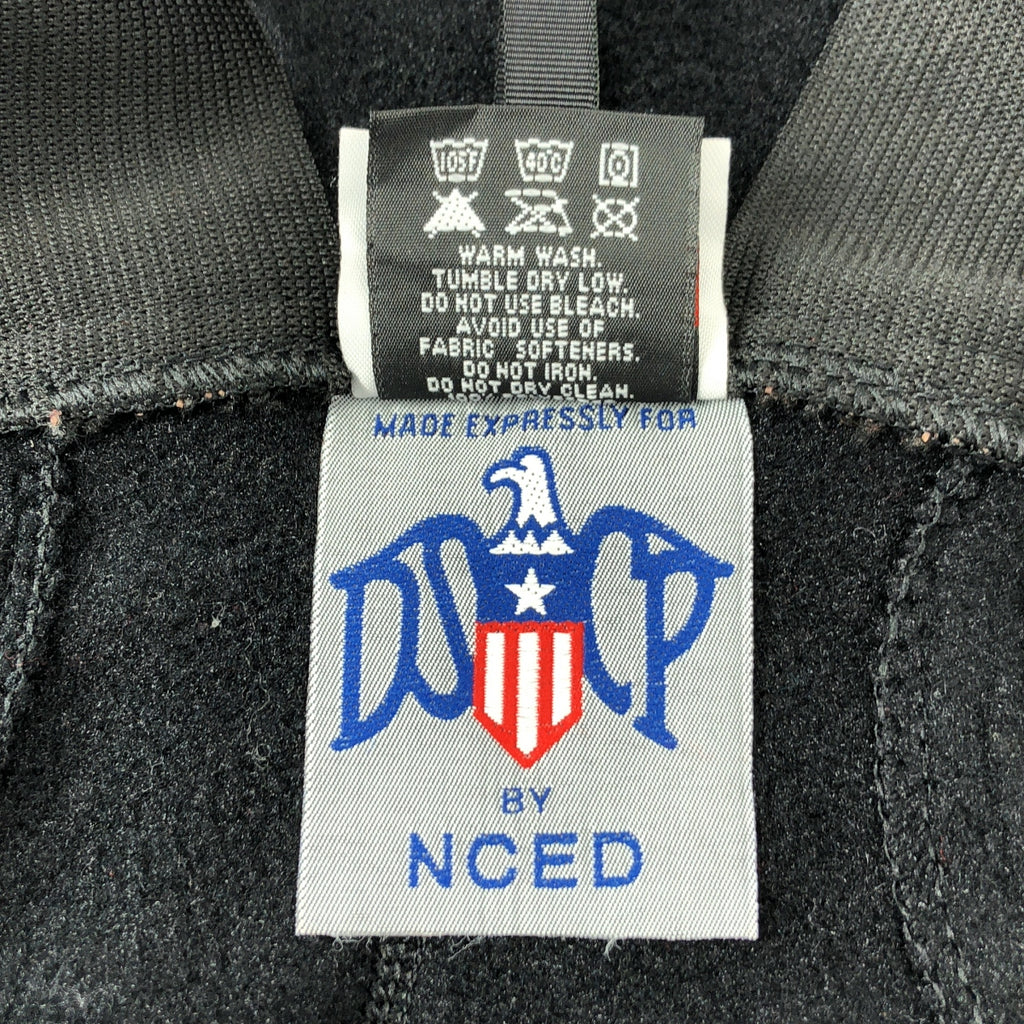 105F 40C
WARM WASH.
TUMBLE DRY LOW.
DO NOT USE BLEACH.
AVOID USE OF
FABRIC SOFTENERS.
DO NOT IRON.
DO NOT DRY CLEAN.
MADE EXPRESSLY FOR
DSCP
BY
NCED